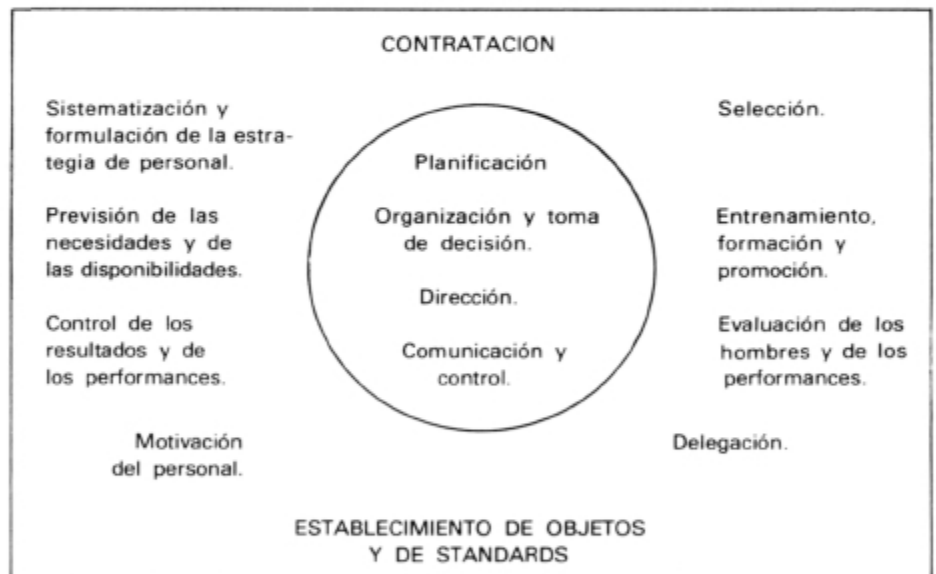 CONTRATACION
Sistematización y
formulación de la estra-
tegia de personal.
Previsión de las
necesidades y de
las disponibilidades.
Control de los
resultados y de
los performances.
Motivación
del personal.
Planificación
Organización y toma
de decisión.
Dirección.
Comunicación y
control.
Selección.
Entrenamiento,
formación y
promoción.
Evaluación de los
hombres y de los
performances.
Delegación.
ESTABLECIMIENTO DE OBJETOS
Y DE STANDARDS